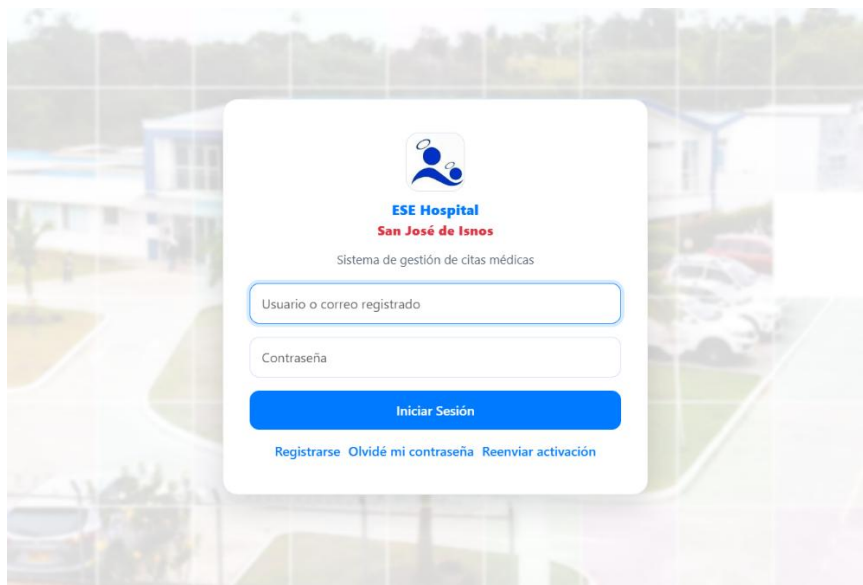 ESE Hospital
San José de Isnos
Sistema de gestión de citas médicas
Usuario o correo registrado
Contraseña
Iniciar Sesión
Registrarse Olvidé mi contraseña Reenviar activación